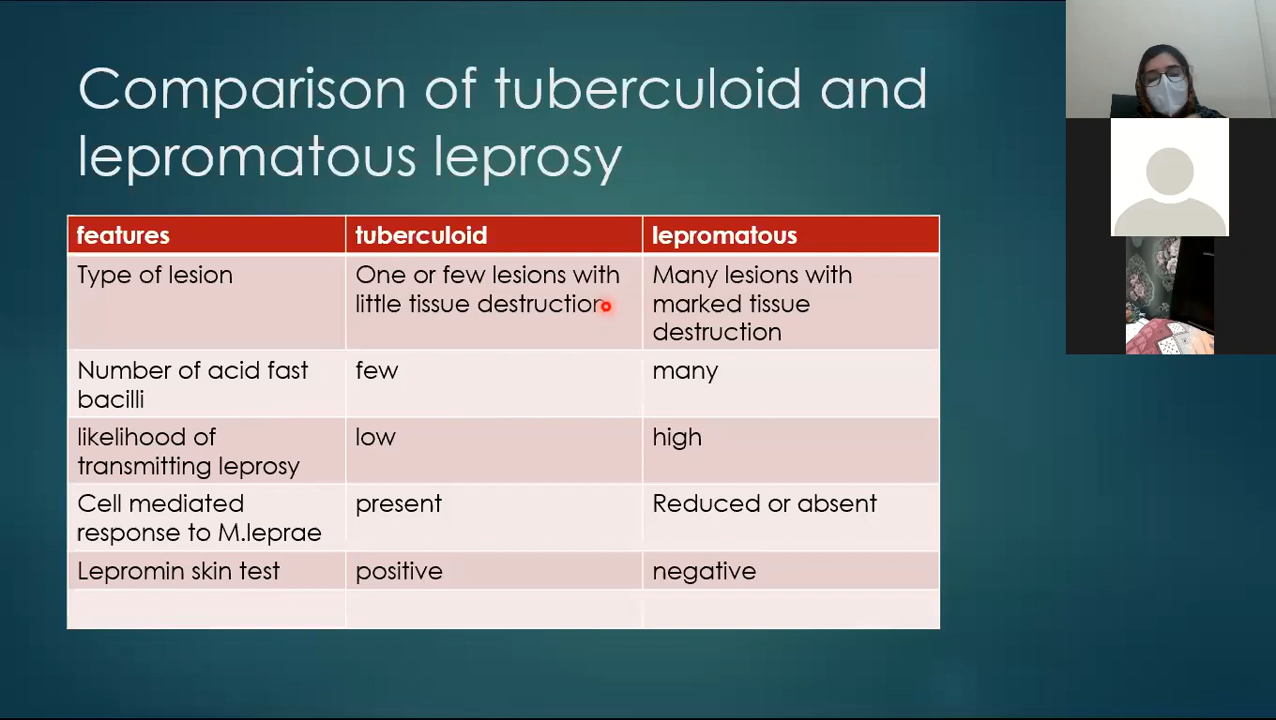 Comparison of tuberculoid and
lepromatous leprosy
features
tuberculoid
lepromatous
Type of lesion
One or few lesions with
little tissue destruction
Many lesions with
marked tissue
destruction
Number of acid fast
bacilli
few
many
likelihood of
transmitting leprosy
low
high
Cell mediated
response to M.leprae
present
Reduced or absent
Lepromin skin test
positive
negative